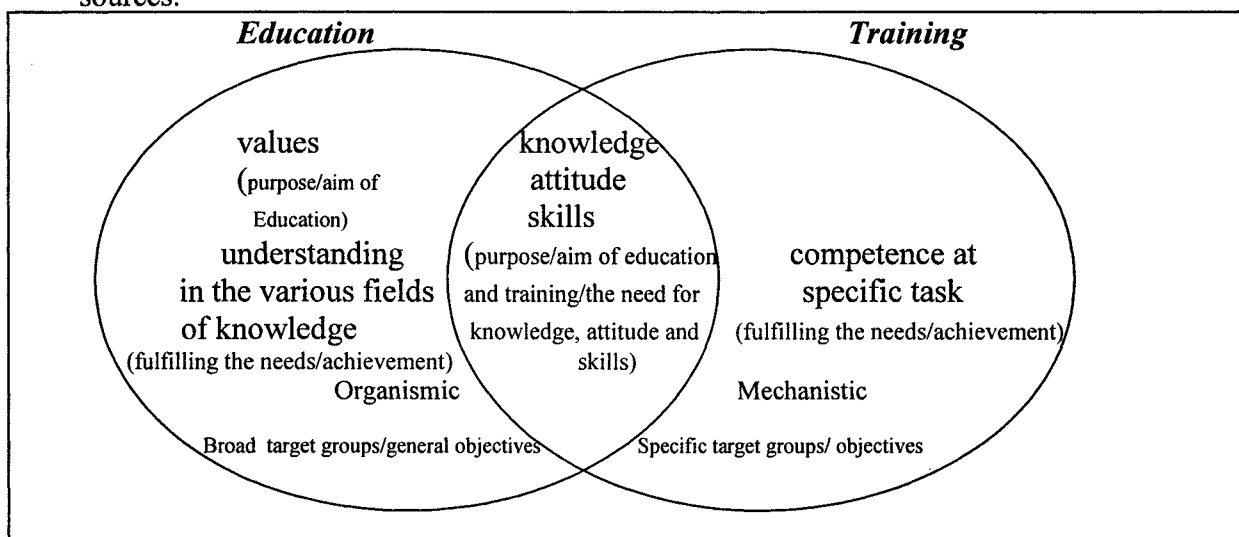 sources.
Education
Training
values
(purpose/aim of
Education)
understanding
in the various fields
of knowledge
(fulfilling the needs/achievement)
Organismic
Broad target groups/general objectives
knowledge
attitude
skills
(purpose/aim of education
and training/the need for
knowledge, attitude and
skills)
competence at
specific task
(fulfilling the needs/achievement)
Mechanistic
Specific target groups/ objectives